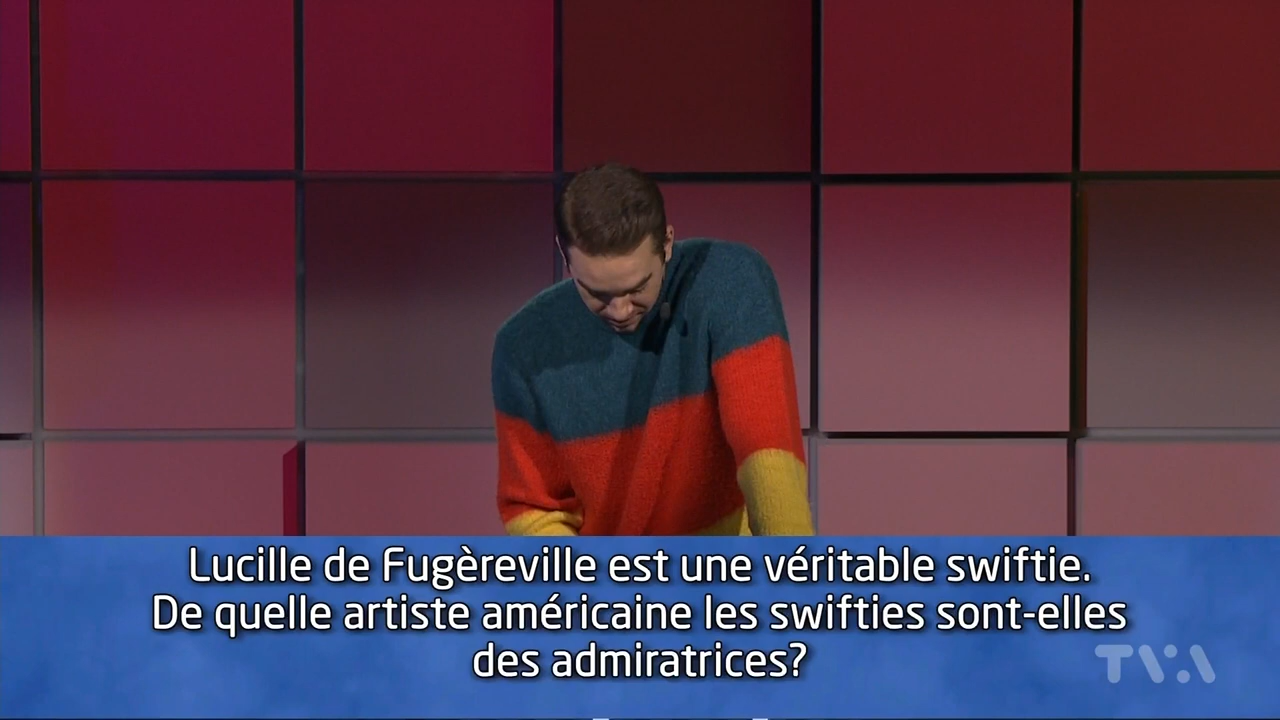 Lucille de Fugèreville est une véritable swiftie.
De quelle artiste américaine les swifties sont-elles
des admiratrices?
TVA